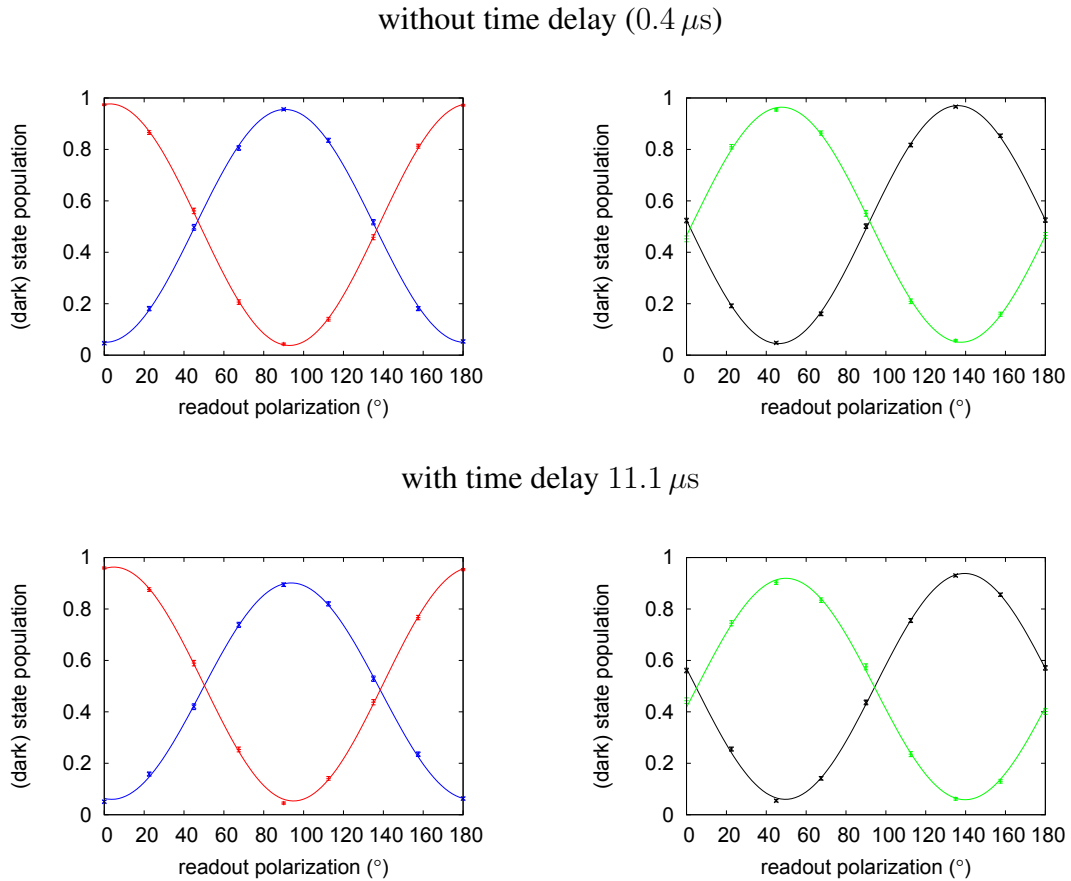 without time delay (0.4 μs)
1
0.8
0.6
0.4
0.2
0
(dark) state population
0 20 40 60 80 100 120 140 160 180
readout polarization (°)
1
0.8
0.6
0.4
0.2
0
(dark) state population
0 20 40 60 80 100 120 140 160 180
readout polarization (°)
with time delay 11.1 μs
1
0.8
0.6
0.4
0.2
0
(dark) state population
0 20 40 60 80 100 120 140 160 180
readout polarization (°)
1
0.8
0.6
0.4
0.2
0
(dark) state population
0 20 40 60 80 100 120 140 160 180
readout polarization (°)